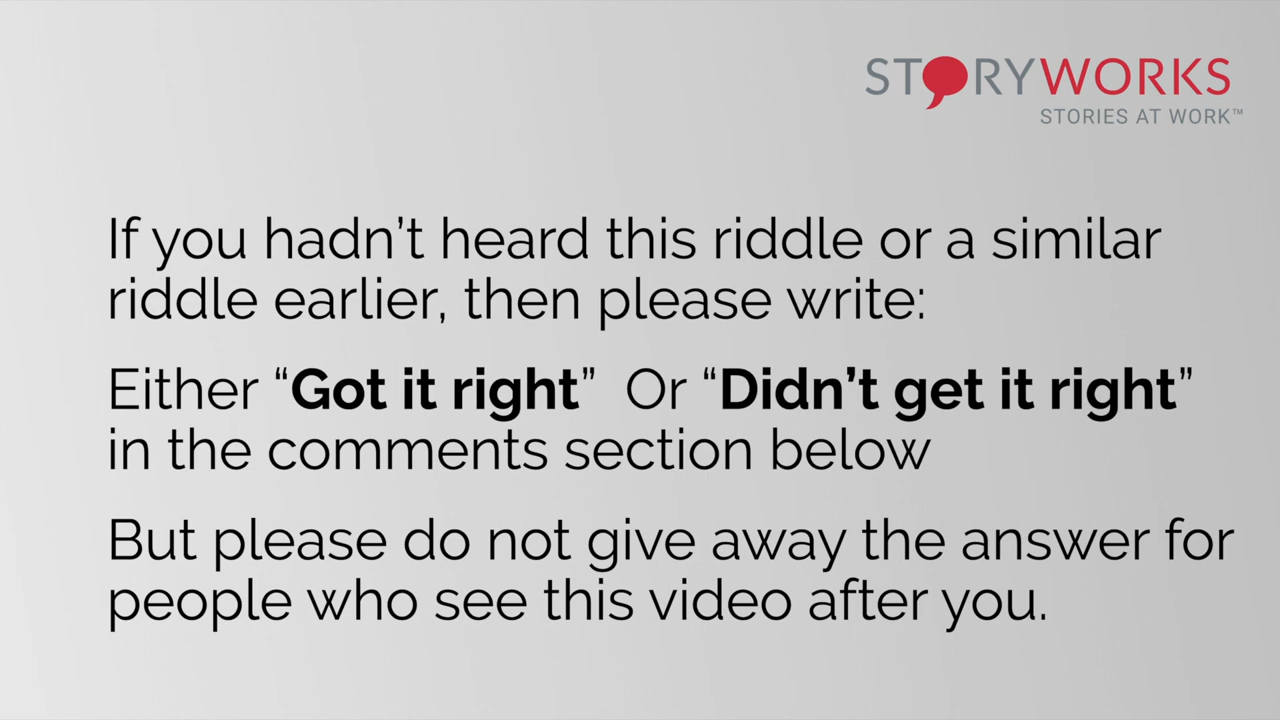 STORYWORKS
STORIES AT WORK™
If you hadn’t heard this riddle or a similar
riddle earlier, then please write:
Either “Got it right” Or “Didn’t get it right”
in the comments section below
But please do not give away the answer for
people who see this video after you.